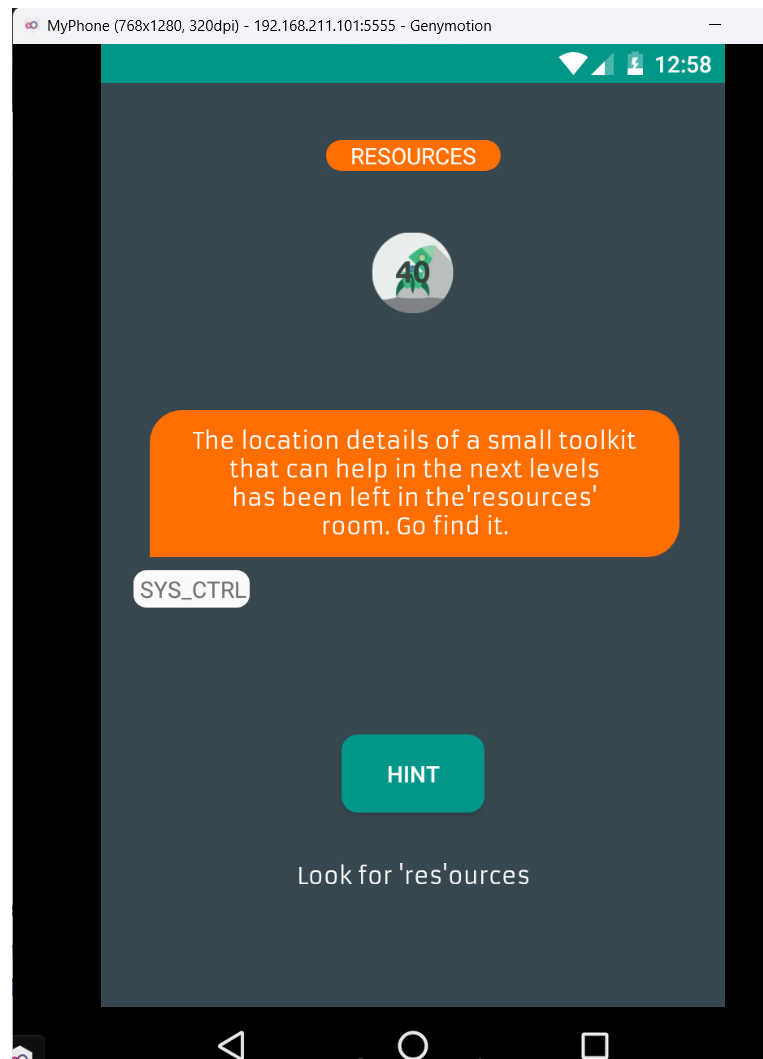 MyPhone (768x1280, 320dpi) - 192.168.211.101:5555 - Genymotion
12:58
RESOURCES
40
The location details of a small toolkit
that can help in the next levels
has been left in the'resources'
room. Go find it.
SYS_CTRL
HINT
Look for 'res'ources